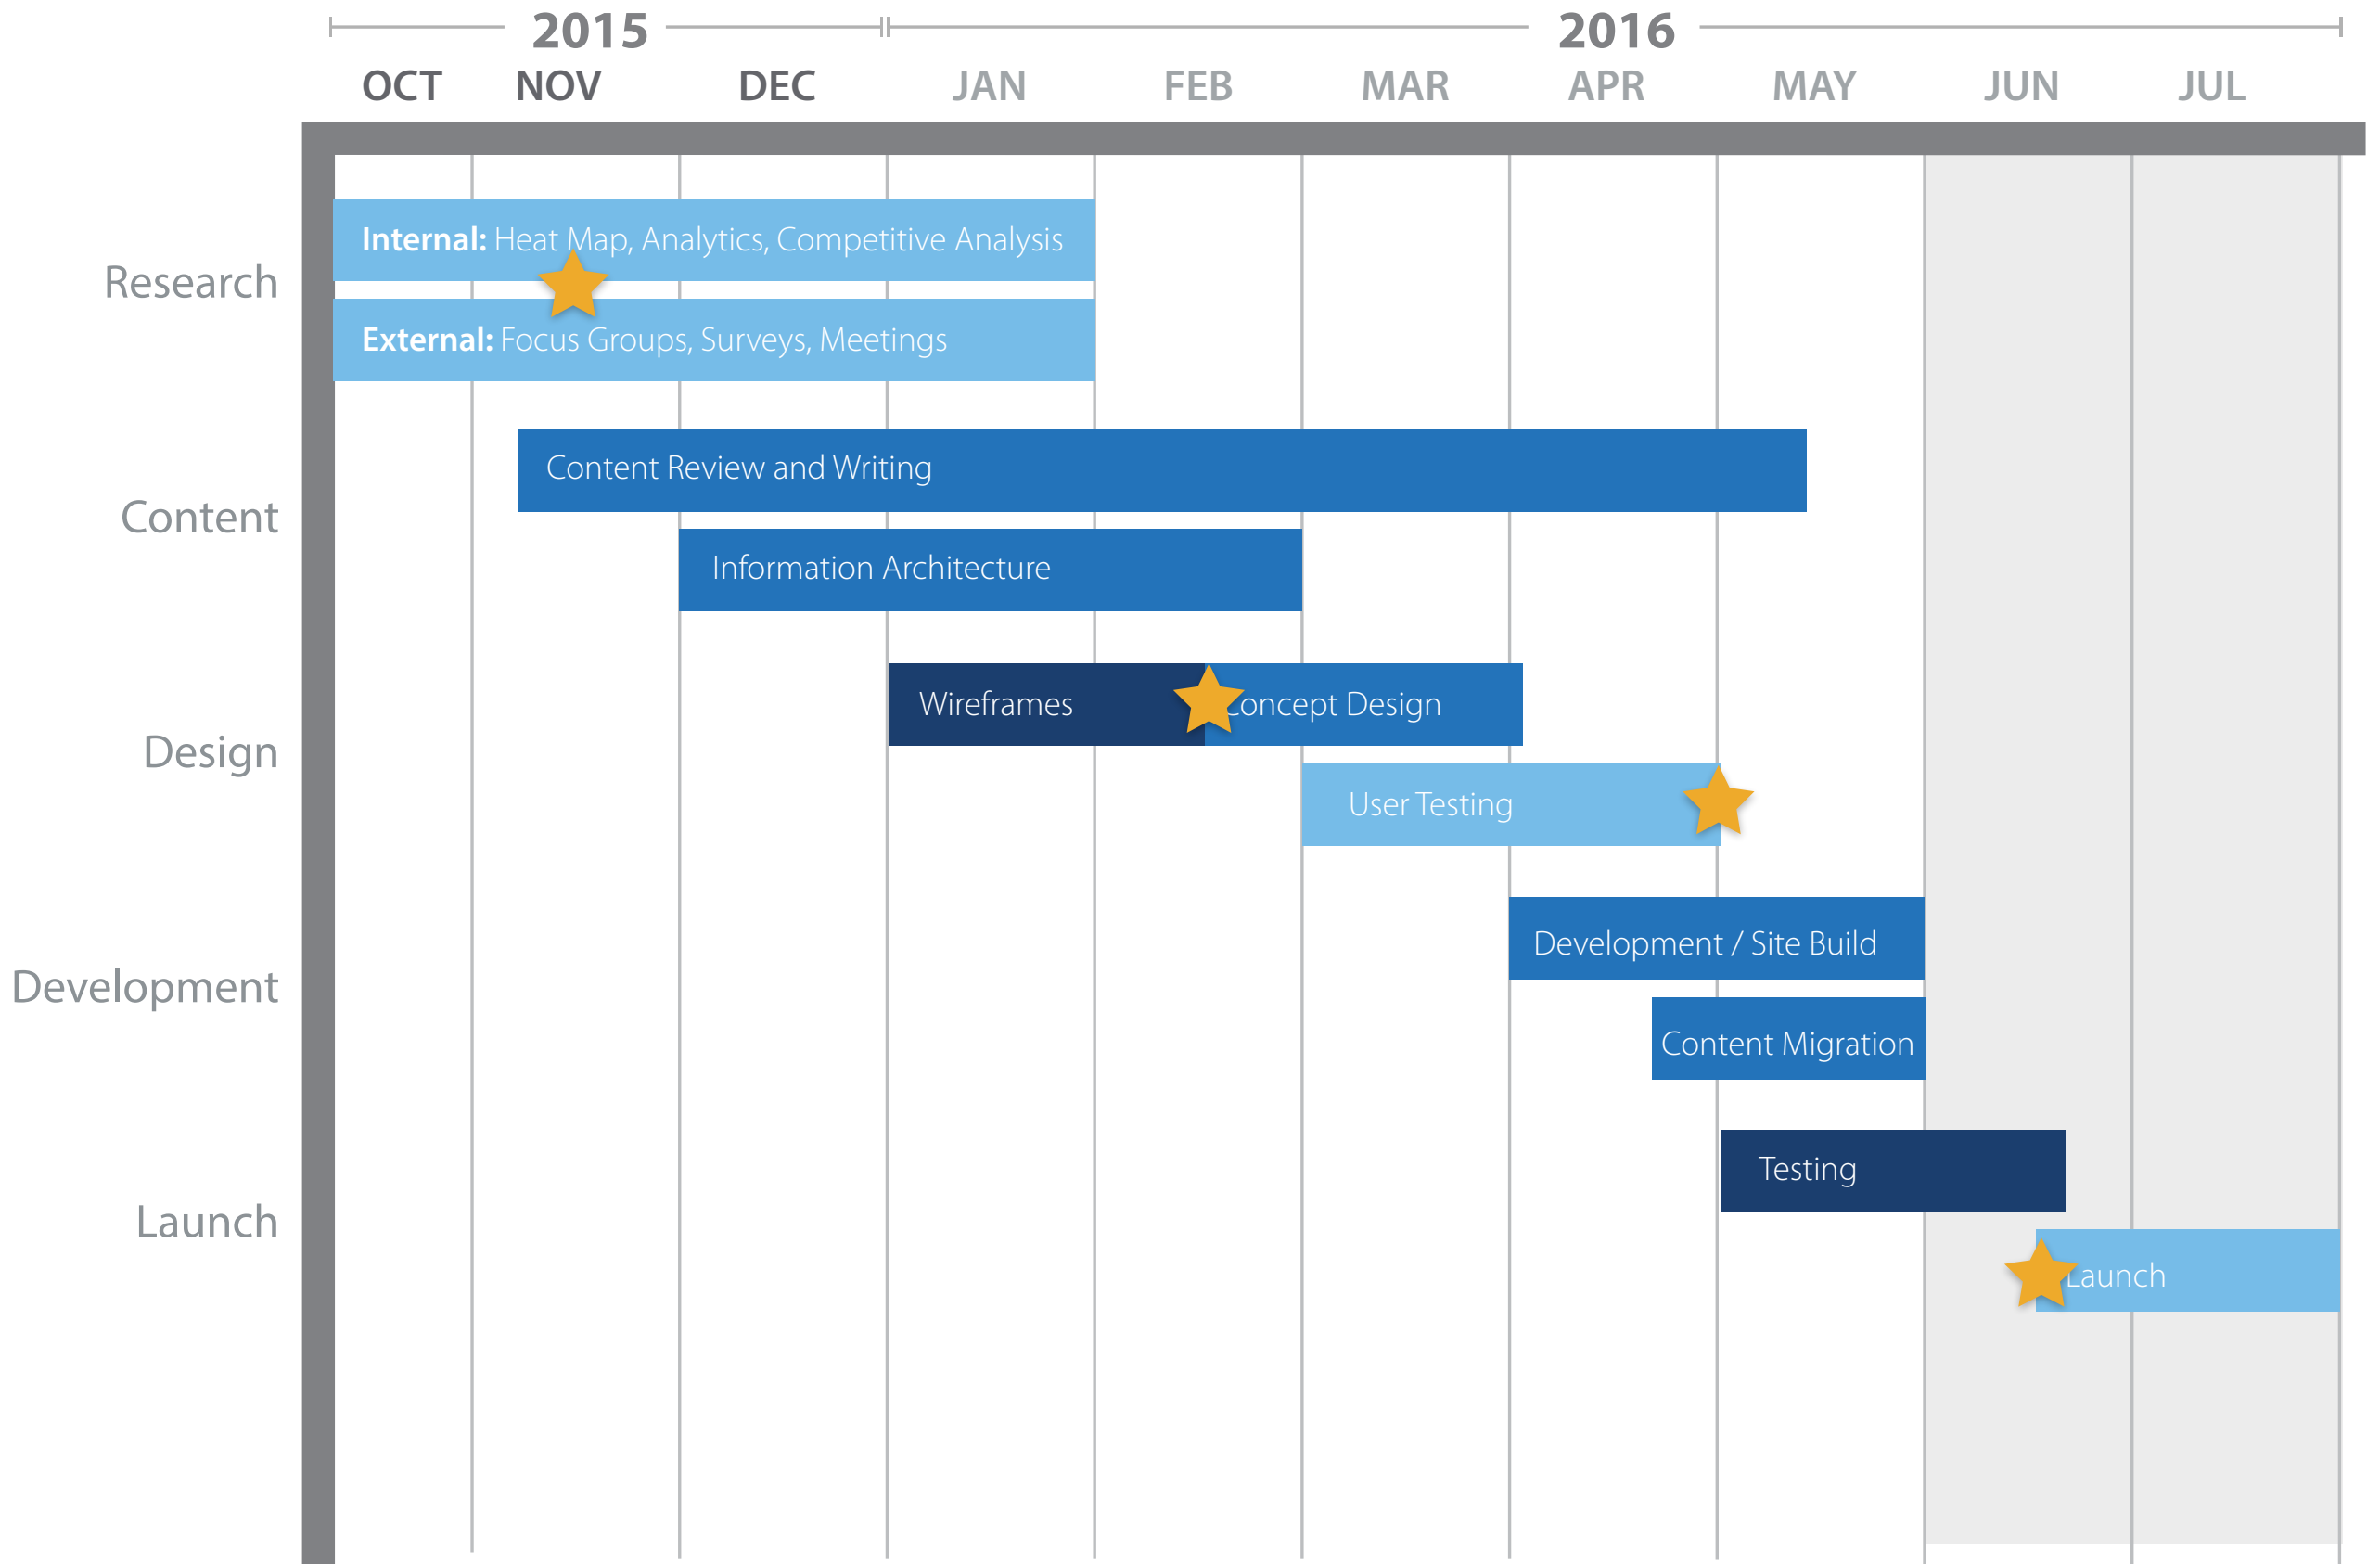 2015 2016
OCT NOV DEC JAN FEB MAR APR MAY JUN JUL
Research
Internal: Heat Map, Analytics, Competitive Analysis
External: Focus Groups, Surveys, Meetings
Content
Content Review and Writing
Information Architecture
Design
Wireframes
Concept Design
User Testing
Development
Development / Site Build
Content Migration
Launch
Testing
Launch